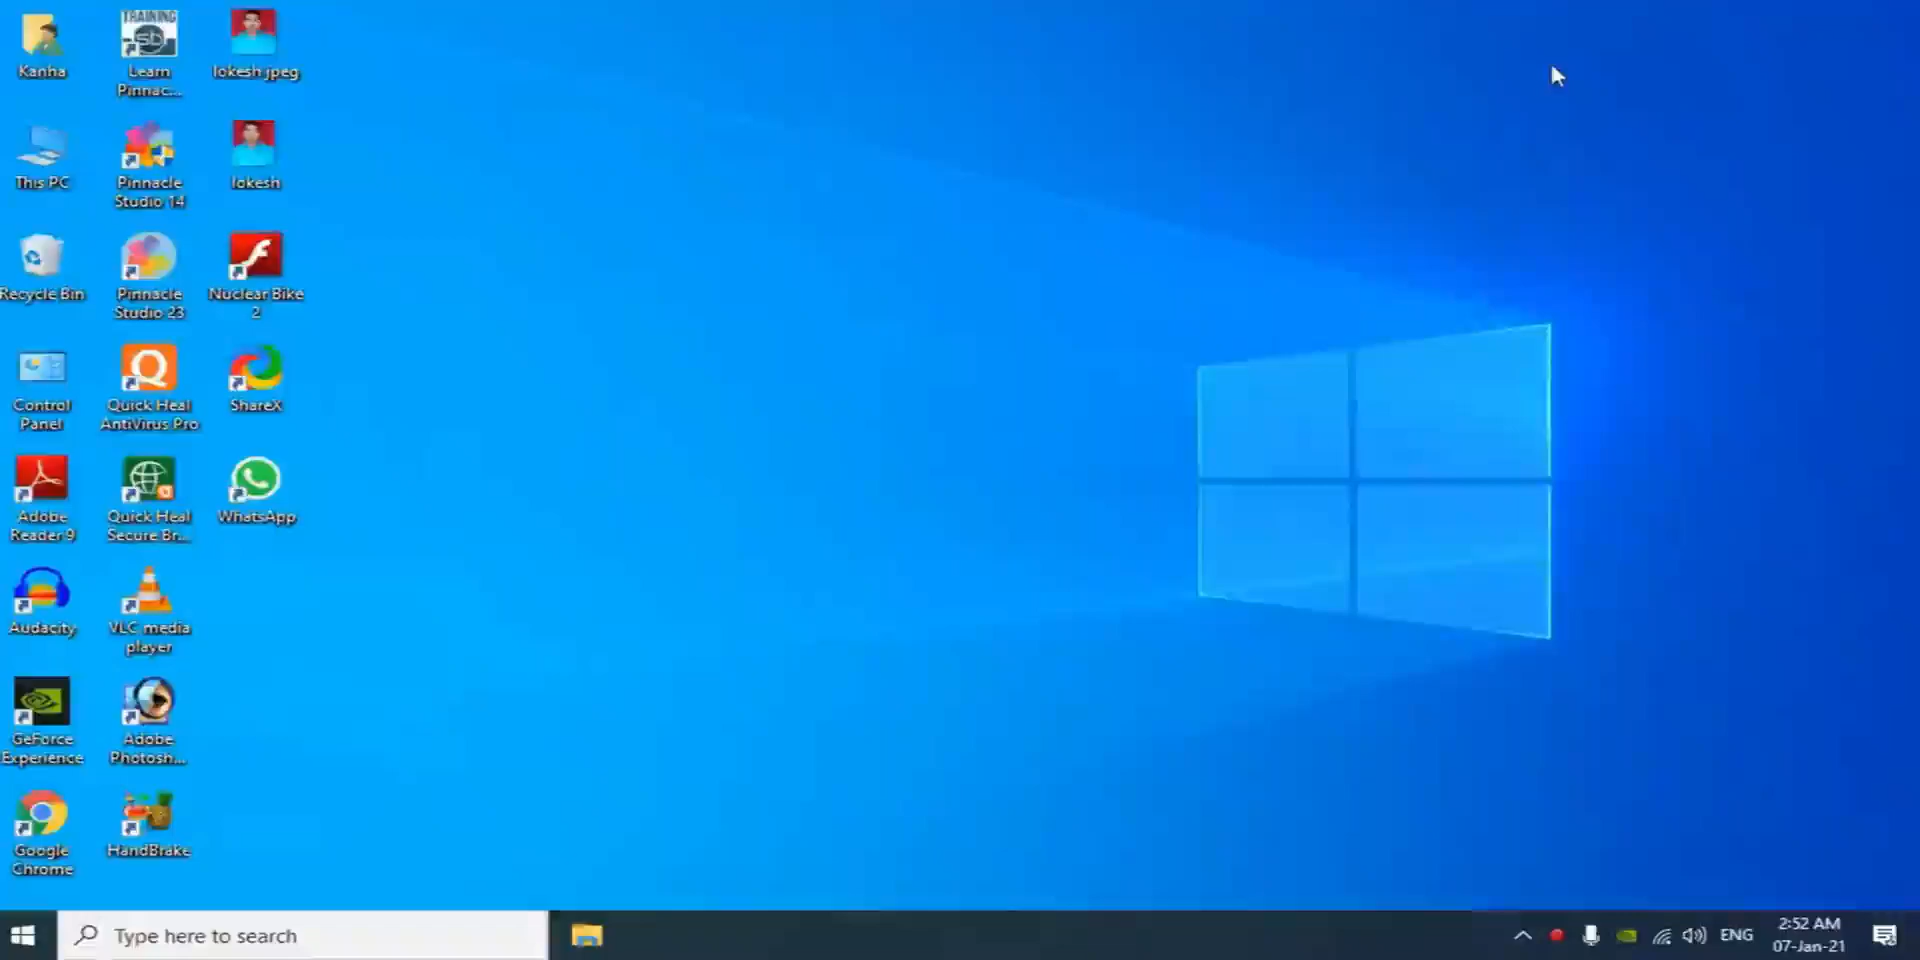 Kanha
This PC
Recycle Bin
Control
Panel
Adobe
Reader 9
Audacity
GeForce
Experience
Google
Chrome
TRAINING
sb
Learn
Pinnac...
Pinnacle
Studio 14
Pinnacle
Studio 23
Quick Heal
AntiVirus Pro
Quick Heal
Secure Br...
VLC media
player
Adobe
Photosh...
HandBrake
lokesh jpeg
lokesh
Nuclear Bike
2
ShareX
WhatsApp
Type here to search
ENG
2:52 AM
07-Jan-21